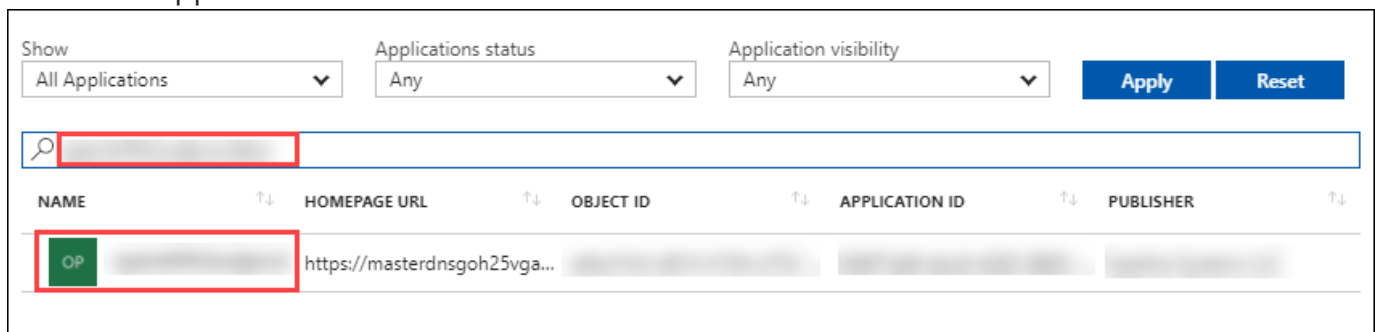 Show Applications status Application visibility
All Applications Any Any Apply Reset
NAME HOMEPAGE URL OBJECT ID APPLICATION ID PUBLISHER
OP https://masterdnsgoh25vga...